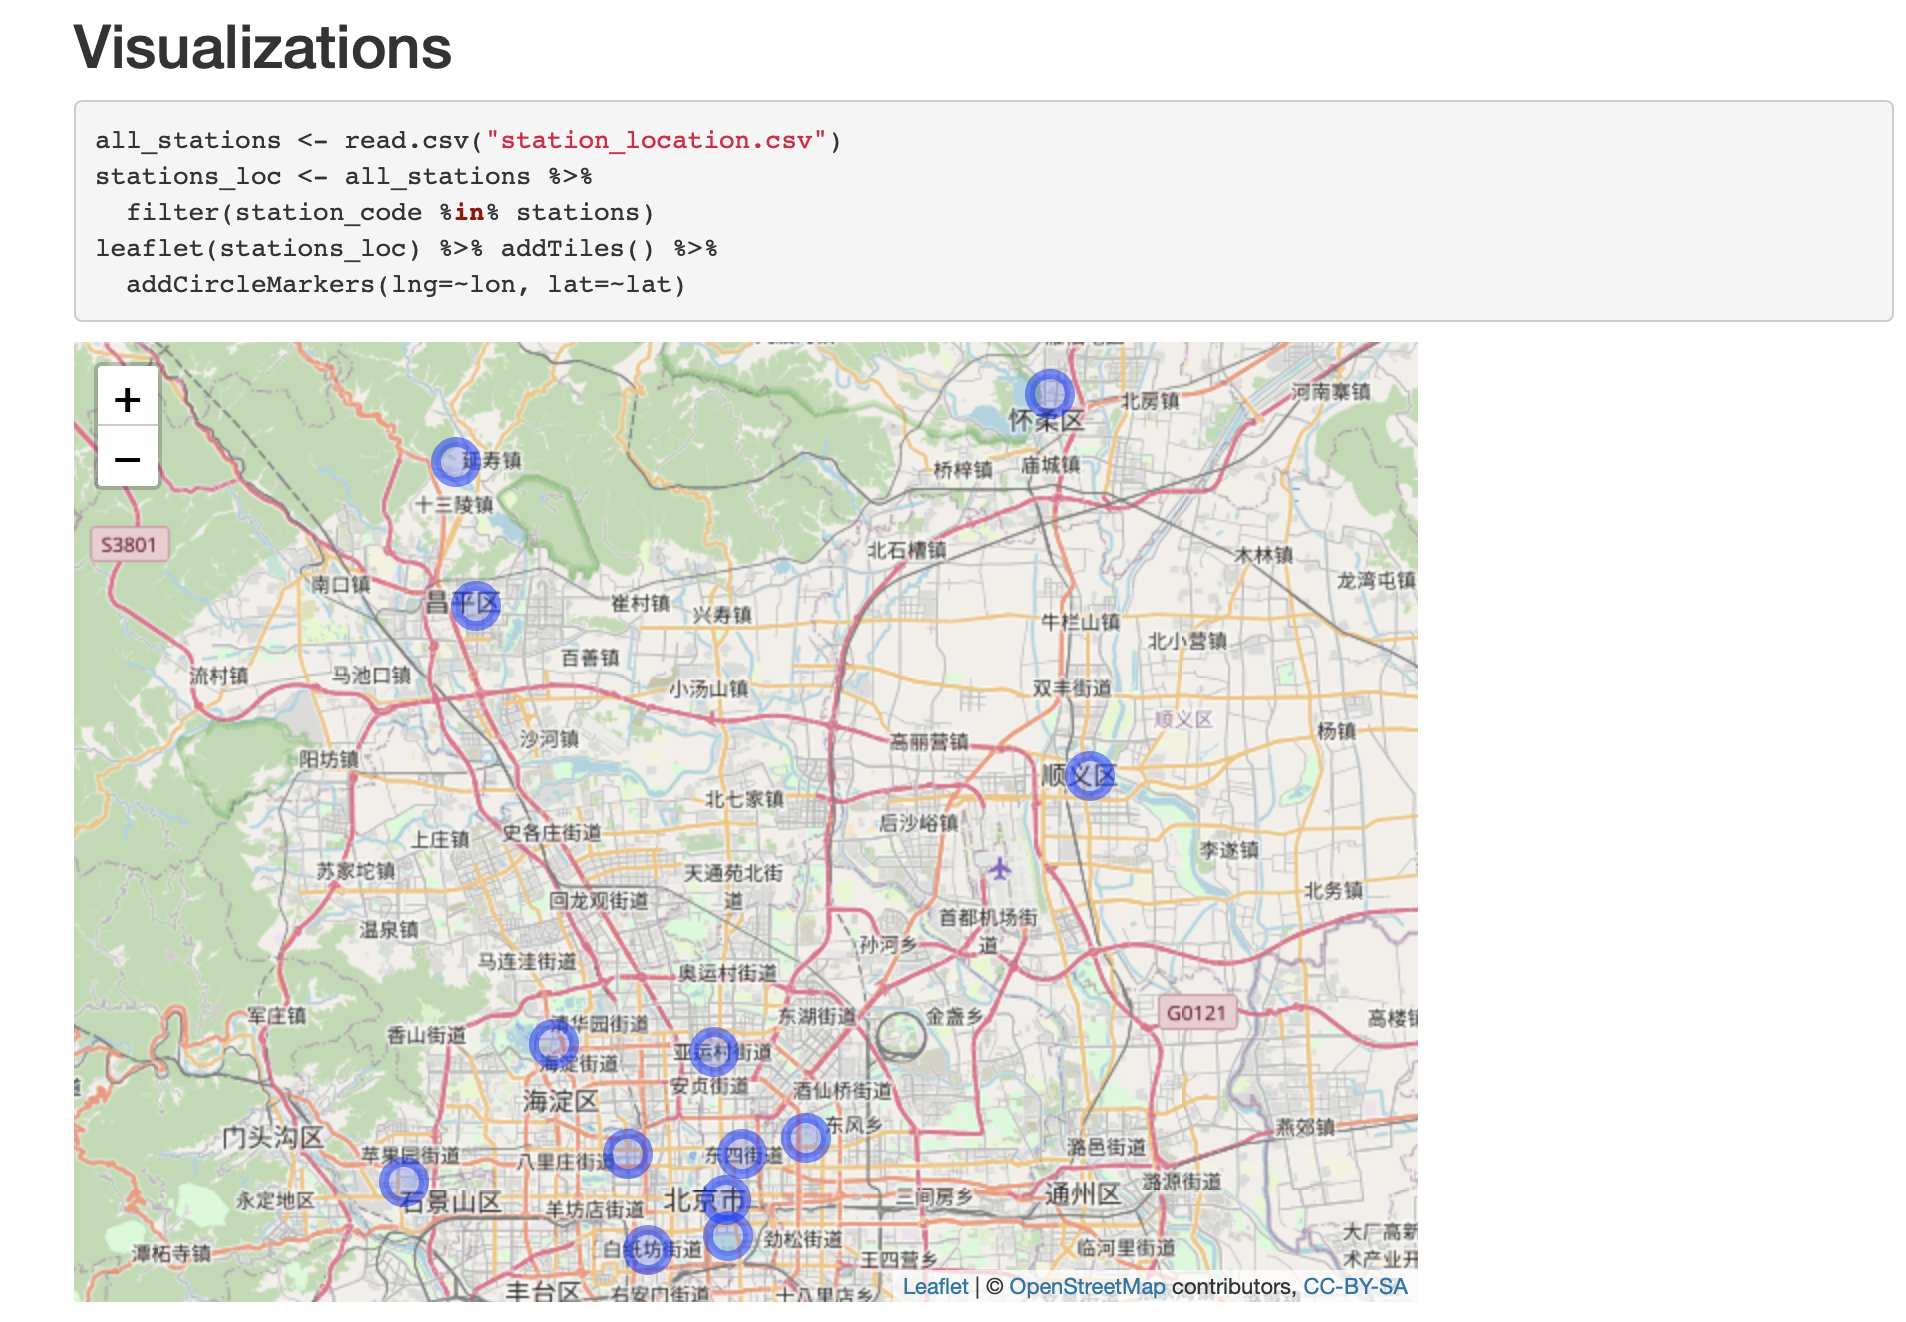 Visualizations
all_stations <- read.csv("station_location.csv")
stations_loc <- all_stations %>%
  filter(station_code %in% stations)
leaflet(stations_loc) %>% addTiles() %>%
  addCircleMarkers(lng=~lon, lat=~lat)
+
−
河南寨镇
北房镇
怀柔区
延寿镇
桥梓镇
庙城镇
十三陵镇
S3801
北石槽镇
木林镇
龙湾屯镇
南口镇
昌平区
崔村镇
兴寿镇
牛栏山镇
北小营镇
百善镇
流村镇
马池口镇
小汤山镇
双丰街道
顺义区
杨镇
沙河镇
高丽营镇
阳坊镇
顺义区
北七家镇
后沙峪镇
上庄镇
史各庄街道
李遂镇
苏家坨镇
天通苑北街
道
北务镇
回龙观街道
首都机场街
道
温泉镇
孙河乡
马连洼街道
奥运村街道
军庄镇
香山街道
清华园街道
东湖街道
金盏乡
G0121
高楼镇
亚运村街道
海淀街道
安贞街道
酒仙桥街道
海淀区
东风乡
燕郊镇
门头沟区
苹果园街道
八里庄街道
东四街道
潞邑街道
潞源街道
永定地区
石景山区
羊坊店街道
北京市
三间房乡
通州区
大厂高新
术产业开
潭柘寺镇
白纸坊街道
劲松街道
王四营乡
临河里街道
丰台区
右安门街道
十八里店乡
Leaflet | © OpenStreetMap contributors, CC-BY-SA